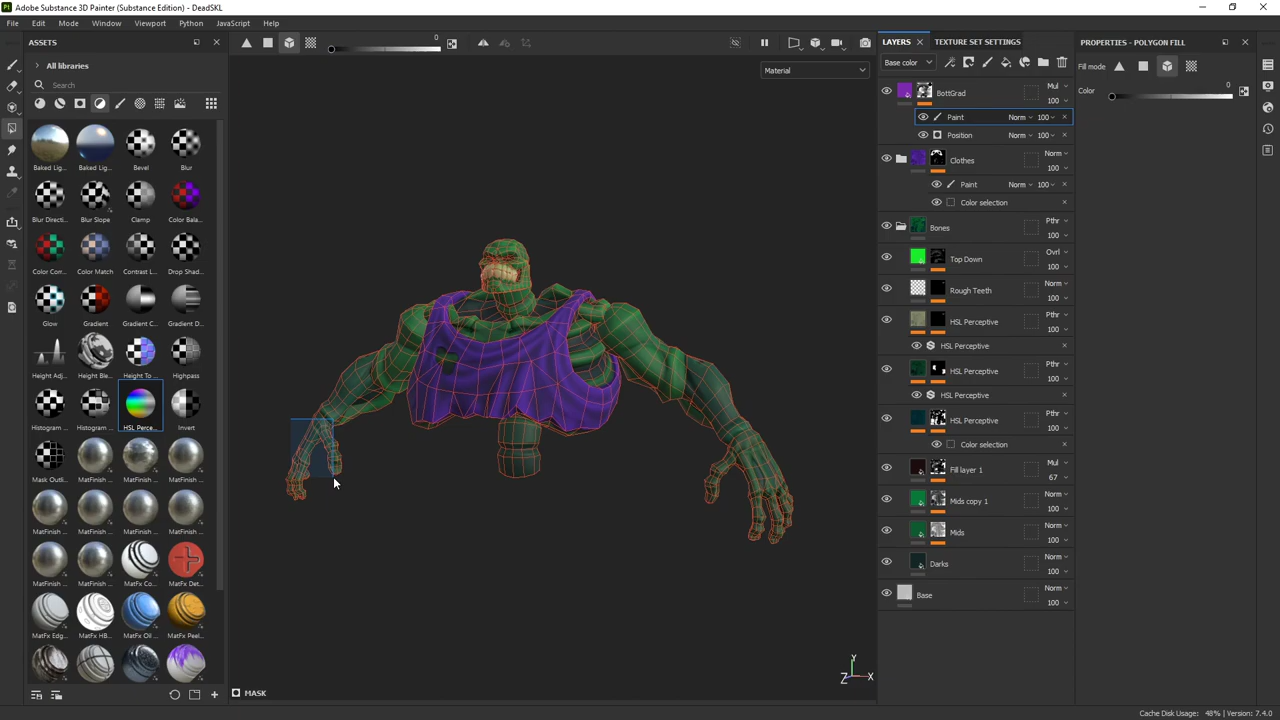 Adobe Substance 3D Painter (Substance Edition) - DeadSKL
File Edit Mode Window Viewport Python JavaScript Help
ASSETS
0
LAYERS TEXTURE SET SETTINGS
PROPERTIES - POLYGON FILL
All libraries
Search
Material
Base color
Fill mode
Color 0
Baked Lig... Baked Lig... Bevel Blur
Blur Directi... Blur Slope Clamp Color Bala...
Color Corr... Color Match Contrast L... Drop Shad...
Glow Gradient Gradient C... Gradient D...
Height Adj... Height Ble... Height To ... Highpass
Histogram ... Histogram ... HSL Perce... Invert
Mask Outli... MatFinish ... MatFinish ... MatFinish ...
MatFinish ... MatFinish ... MatFinish ... MatFinish ...
MatFinish ... MatFinish ... MatFx Co... MatFx Det...
MatFx Edg... MatFx HB... MatFx Oil ... MatFx Peel...
BottGrad Mul 100
Paint Norm 100
Position Norm 100
Clothes Norm 100
Paint Norm 100
Color selection
Bones Pthr 100
Top Down Ovrl 100
Rough Teeth Norm 100
HSL Perceptive Pthr 100
HSL Perceptive
HSL Perceptive Pthr 100
HSL Perceptive
HSL Perceptive Pthr 100
Color selection
Fill layer 1 Mul 67
Mids copy 1 Norm 100
Mids Norm 100
Darks Norm 100
Base Norm 100
Y
Z X
MASK
Cache Disk Usage: 48% | Version: 7.4.0